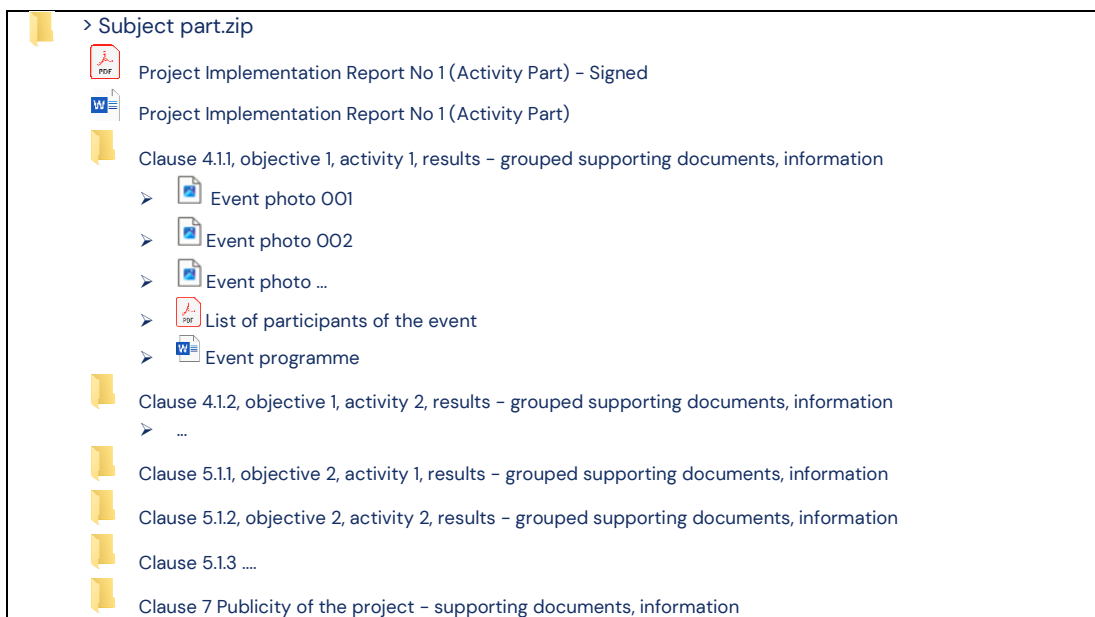 > Subject part.zip
PDF Project Implementation Report No 1 (Activity Part) - Signed
W Project Implementation Report No 1 (Activity Part)
Clause 4.1.1, objective 1, activity 1, results - grouped supporting documents, information
➢ Event photo 001
➢ Event photo 002
➢ Event photo ...
➢ PDF List of participants of the event
➢ W Event programme
Clause 4.1.2, objective 1, activity 2, results - grouped supporting documents, information
➢ ...
Clause 5.1.1, objective 2, activity 1, results - grouped supporting documents, information
Clause 5.1.2, objective 2, activity 2, results - grouped supporting documents, information
Clause 5.1.3 ....
Clause 7 Publicity of the project - supporting documents, information